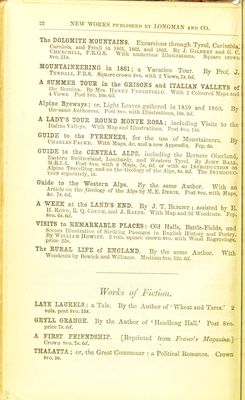 22 NEW WORKS PUBLISHED BY LONGMAN AND CO.
The DOLOMITE MOUNTAINS. Excursions through Tyrol, Carinthia,
Carniola, and Friuli in 1861, 1862, and 1863. By J. GILBERT and G. C.
CHURCHILL, F.R.G.S. With numerous Illustrations. Square crown
8vo. 21s.
MOUNTAINEERING in 1861; a Vacation Tour. By Prof. J.
TYNDALL, F.R.S. Square crown 8vo. with 2 Views, 7s. 6d.
A SUMMER TOUR in the GRISONS and ITALIAN VALLEYS of
the Bernina. By Mrs. HENRY FRESHFIELD. With 2 Coloured Maps and
4 Views. Post 8vo. 10s. 6d.
Alpine Byways; or, Light Leaves gathered in 1859 and 1860. By
the same Authoress. Post 8vo. with Illustrations, 10s. 6d.
A LADY'S TOUR ROUND MONTE ROSA; including Visits to the
Italian Valleys. With Map and Illustrations. Post 8vo. 14s.
GUIDE to the PYRENEES, for the use of Mountaineers. By
CHARLES PACKE. With Maps, &c. and a new Appendix. Fcp. 6s.
GUIDE to the CENTRAL ALPS, including the Bernese Oberland,
Eastern Switzerland, Lombardy, and Western Tyrol. By JOHN BALL,
M.R.I.A. Post 8vo. with 8 Maps, 7s. 6d. or with an Introduction on
Alpine Travelling, and on the Geology of the Alps, 8s. 6d. The INTRODUC-
TION separately, 1s.
Guide to the Western Alps. By the same Author. With an
Article on the Geology of the Alps by M. E. DESOR. Post 8vo. with Maps,
&c. 7s. 6d.
A WEEK at the LAND'S END. By J. T. BLIGHT; assisted by E.
H. RODD, R. Q. COUCH, and J. RALFS. With Map and 96 Woodcuts. Fcp.
8vo. 6s. 6d.
VISITS to REMARKABLE PLACES: Old Halls, Battle-Fields, and
Scenes Illustrative of Striking Passages in English History and Poetry.
By WILLIAM HOWITT. 2 vols. square crown 8vo. with Wood Engravings,
price 25s.
The RURAL LIFE of ENGLAND. By the same Author. With
Woodcuts by Bewick and Williams. Medium 8vo. 12s. 6d.
Works of Fiction.
LATE LAURELS: a Tale. By the Author of 'Wheat and Tares.' 2
vols. post 8vo. 15s.
GRYLL GRANGE. By the Author of 'Headlong Hall.' Post 8vo.
price 7s. 6d.
A FIRST FRIENDSHIP. [Reprinted from Fraser's Magazine.]
Crown 8vo. 7s. 6d.
THALATTA; or, the Great Commoner: a Political Romance. Crown
8vo. 9s.